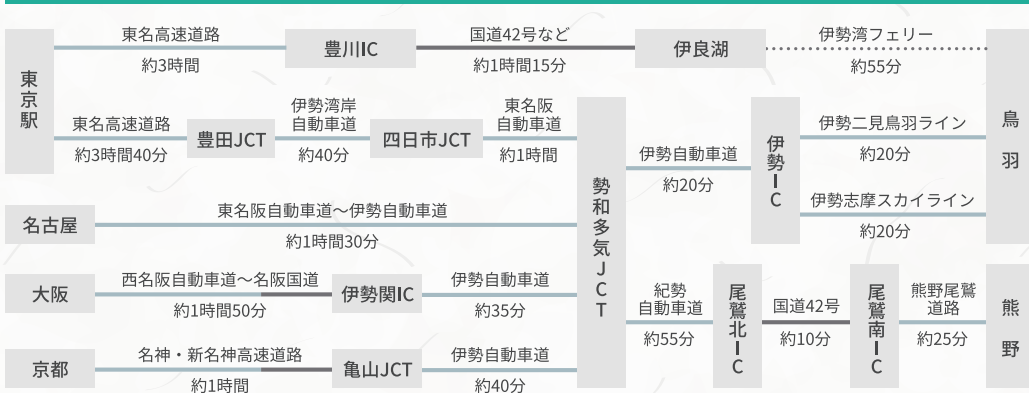 東京駅
東名高速道路
約3時間
豊川IC
国道42号など
約1時間15分
伊良湖
伊勢湾フェリー
約55分
鳥羽
東名高速道路
約3時間40分
豊田JCT
伊勢湾岸
自動車道
約40分
四日市JCT
東名阪
自動車道
約1時間
勢和多気JCT
伊勢自動車道
約20分
伊勢IC
伊勢二見鳥羽ライン
約20分
伊勢志摩スカイライン
約20分
名古屋
東名阪自動車道～伊勢自動車道
約1時間30分
大阪
西名阪自動車道～名阪国道
約1時間50分
伊勢関IC
伊勢自動車道
約35分
紀勢
自動車道
約55分
尾鷲北IC
国道42号
約10分
尾鷲南IC
熊野尾鷲
道路
約25分
熊野
京都
名神・新名神高速道路
約1時間
亀山JCT
伊勢自動車道
約40分